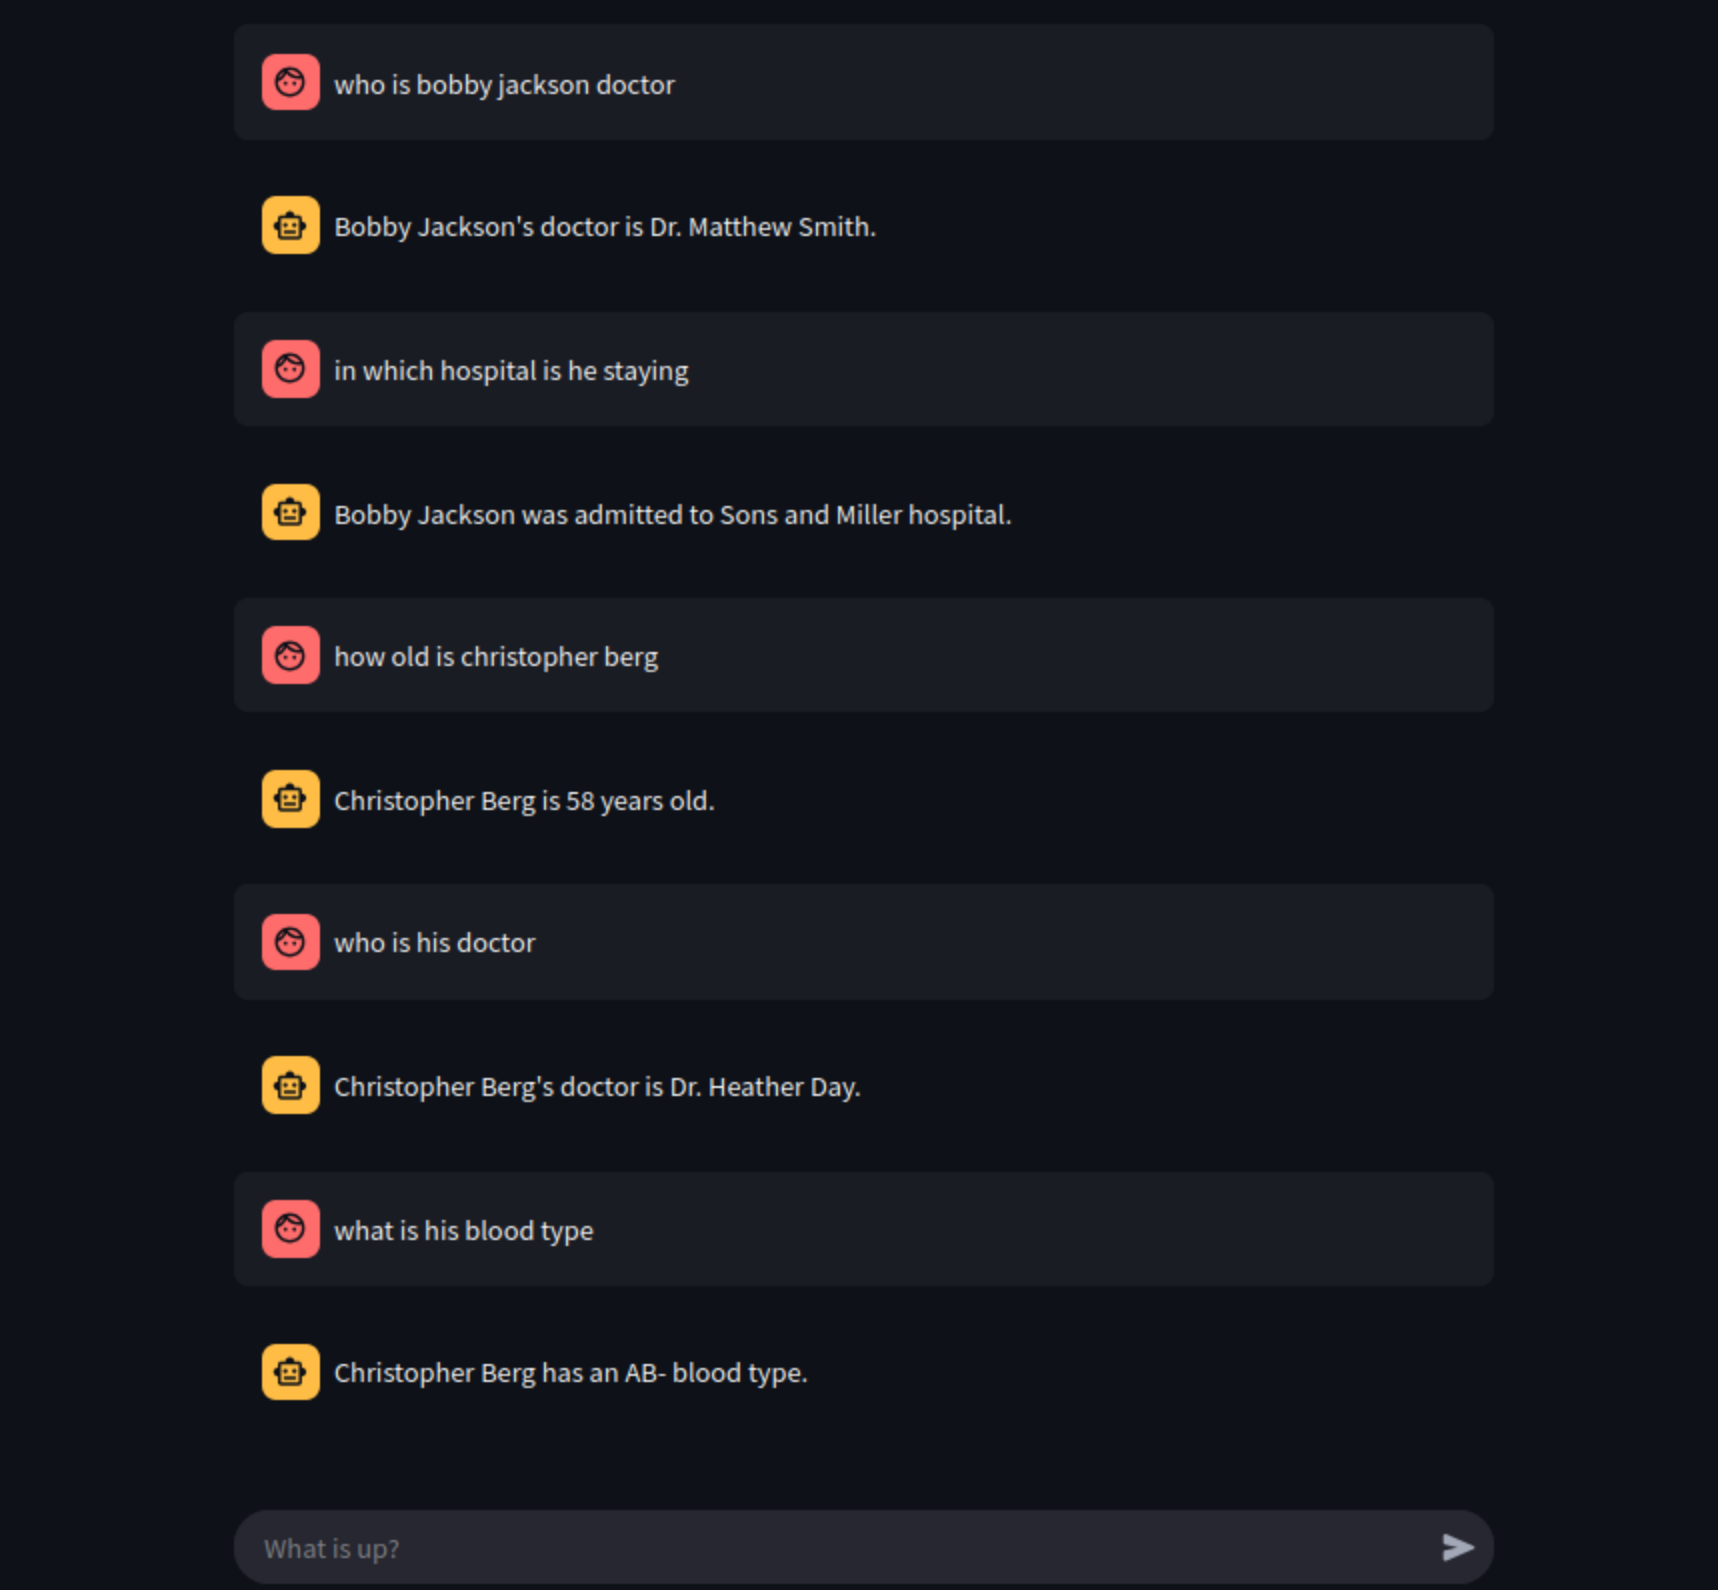 who is bobby jackson doctor
Bobby Jackson's doctor is Dr. Matthew Smith.
in which hospital is he staying
Bobby Jackson was admitted to Sons and Miller hospital.
how old is christopher berg
Christopher Berg is 58 years old.
who is his doctor
Christopher Berg's doctor is Dr. Heather Day.
what is his blood type
Christopher Berg has an AB- blood type.
What is up?